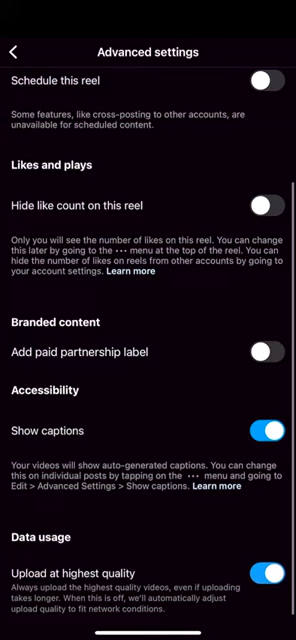 Advanced settings
Schedule this reel
Some features, like cross-posting to other accounts, are
unavailable for scheduled content.
Likes and plays
Hide like count on this reel
Only you will see the number of likes on this reel. You can change
this later by going to the ••• menu at the top of the reel. You can
hide the number of likes on reels from other accounts by going to
your account settings. Learn more
Branded content
Add paid partnership label
Accessibility
Show captions
Your videos will show auto-generated captions. You can change
this on individual posts by tapping on the ••• menu and going to
Edit > Advanced Settings > Show captions. Learn more
Data usage
Upload at highest quality
Always upload the highest quality videos, even if uploading
takes longer. When this is off, we'll automatically adjust
upload quality to fit network conditions.